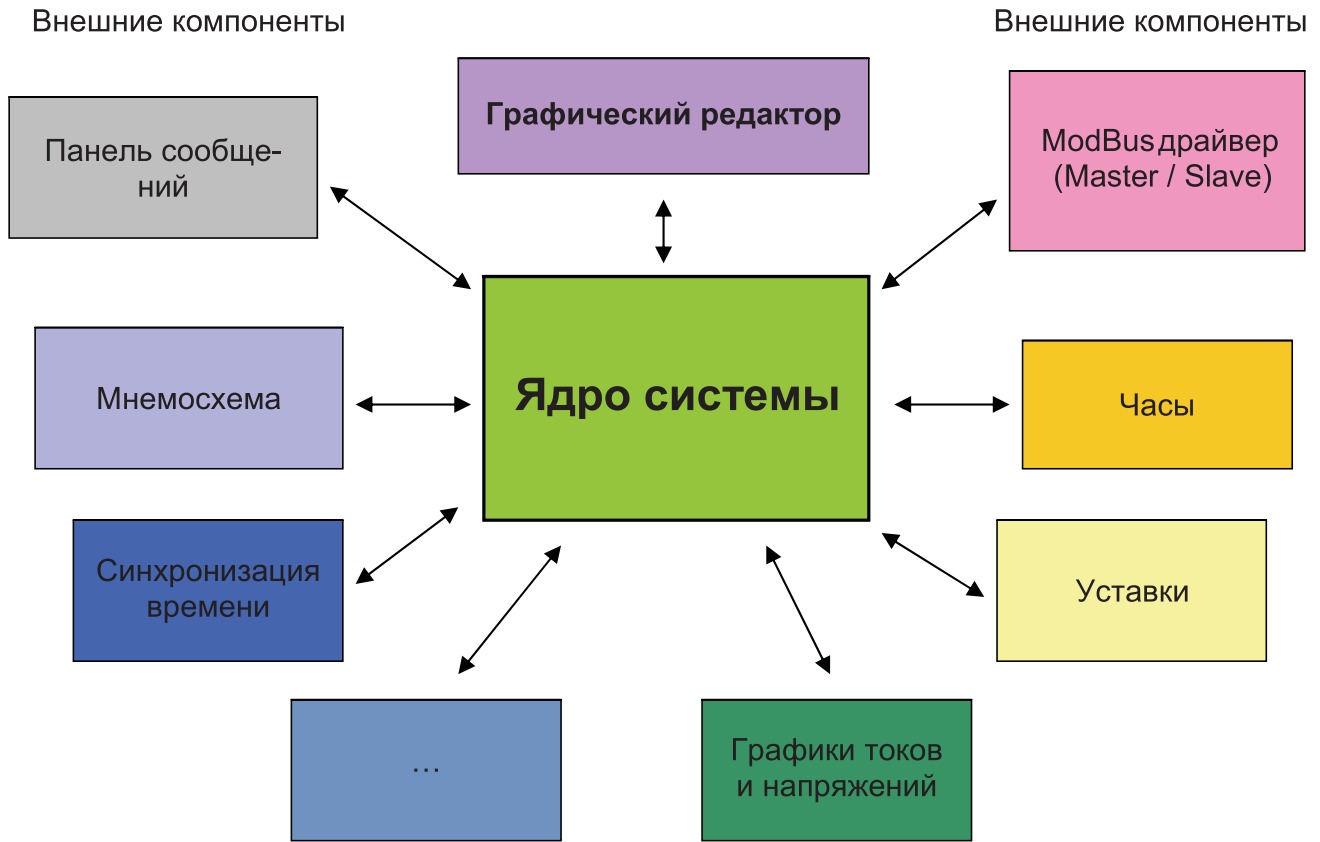 Внешние компоненты
Внешние компоненты
Графический редактор
Панель сообще-
ний
ModBus драйвер
(Master / Slave)
Ядро системы
Мнемосхема
Часы
Синхронизация
времени
Уставки
...
Графики токов
и напряжений